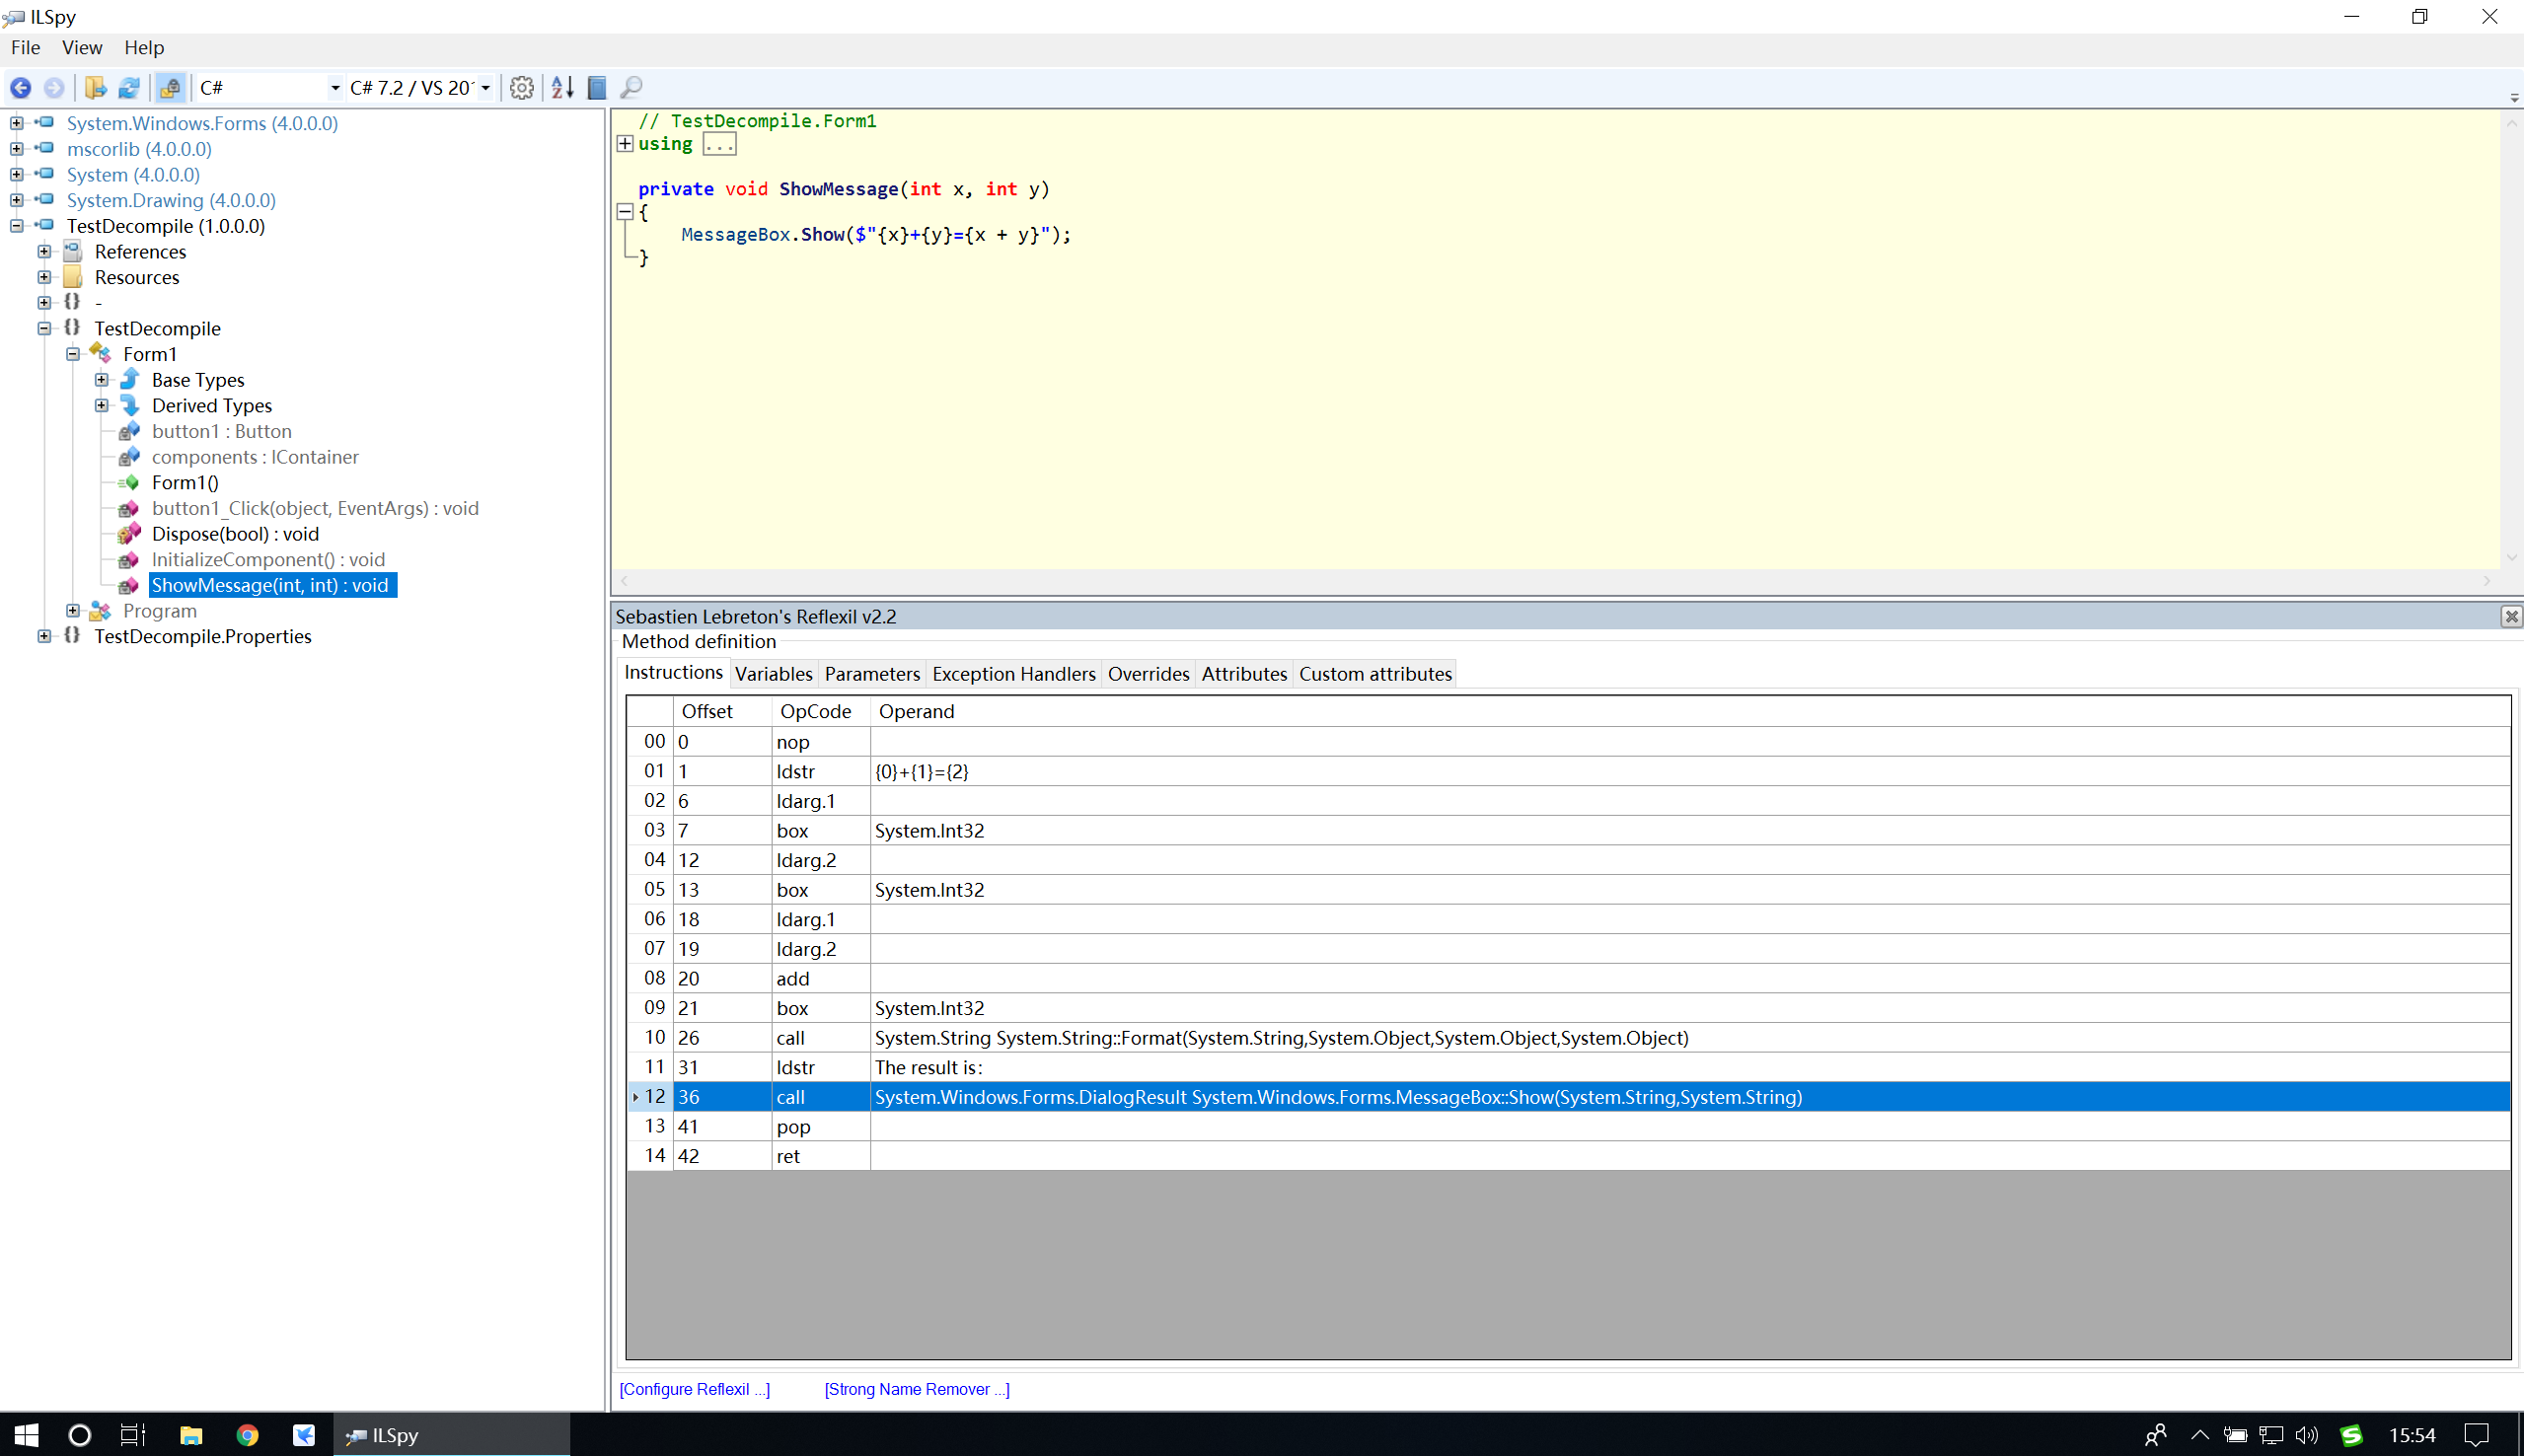 ILSpy
File View Help
C# C# 7.2 / VS 20
System.Windows.Forms (4.0.0.0)
mscorlib (4.0.0.0)
System (4.0.0.0)
System.Drawing (4.0.0.0)
TestDecompile (1.0.0.0)
References
Resources
{} -
{} TestDecompile
Form1
Base Types
Derived Types
button1 : Button
components : IContainer
Form1()
button1_Click(object, EventArgs) : void
Dispose(bool) : void
InitializeComponent() : void
ShowMessage(int, int) : void
Program
{} TestDecompile.Properties
// TestDecompile.Form1
using ...
private void ShowMessage(int x, int y)
{
MessageBox.Show($"{x}+{y}={x + y}");
}
Sebastien Lebreton's Reflexil v2.2
Method definition
Instructions Variables Parameters Exception Handlers Overrides Attributes Custom attributes
Offset OpCode Operand
00 0 nop
01 1 ldstr {0}+{1}={2}
02 6 ldarg.1
03 7 box System.Int32
04 12 ldarg.2
05 13 box System.Int32
06 18 ldarg.1
07 19 ldarg.2
08 20 add
09 21 box System.Int32
10 26 call System.String System.String::Format(System.String,System.Object,System.Object,System.Object)
11 31 ldstr The result is：
12 36 call System.Windows.Forms.DialogResult System.Windows.Forms.MessageBox::Show(System.String,System.String)
13 41 pop
14 42 ret
[Configure Reflexil ...] [Strong Name Remover ...]
ILSpy
15:54